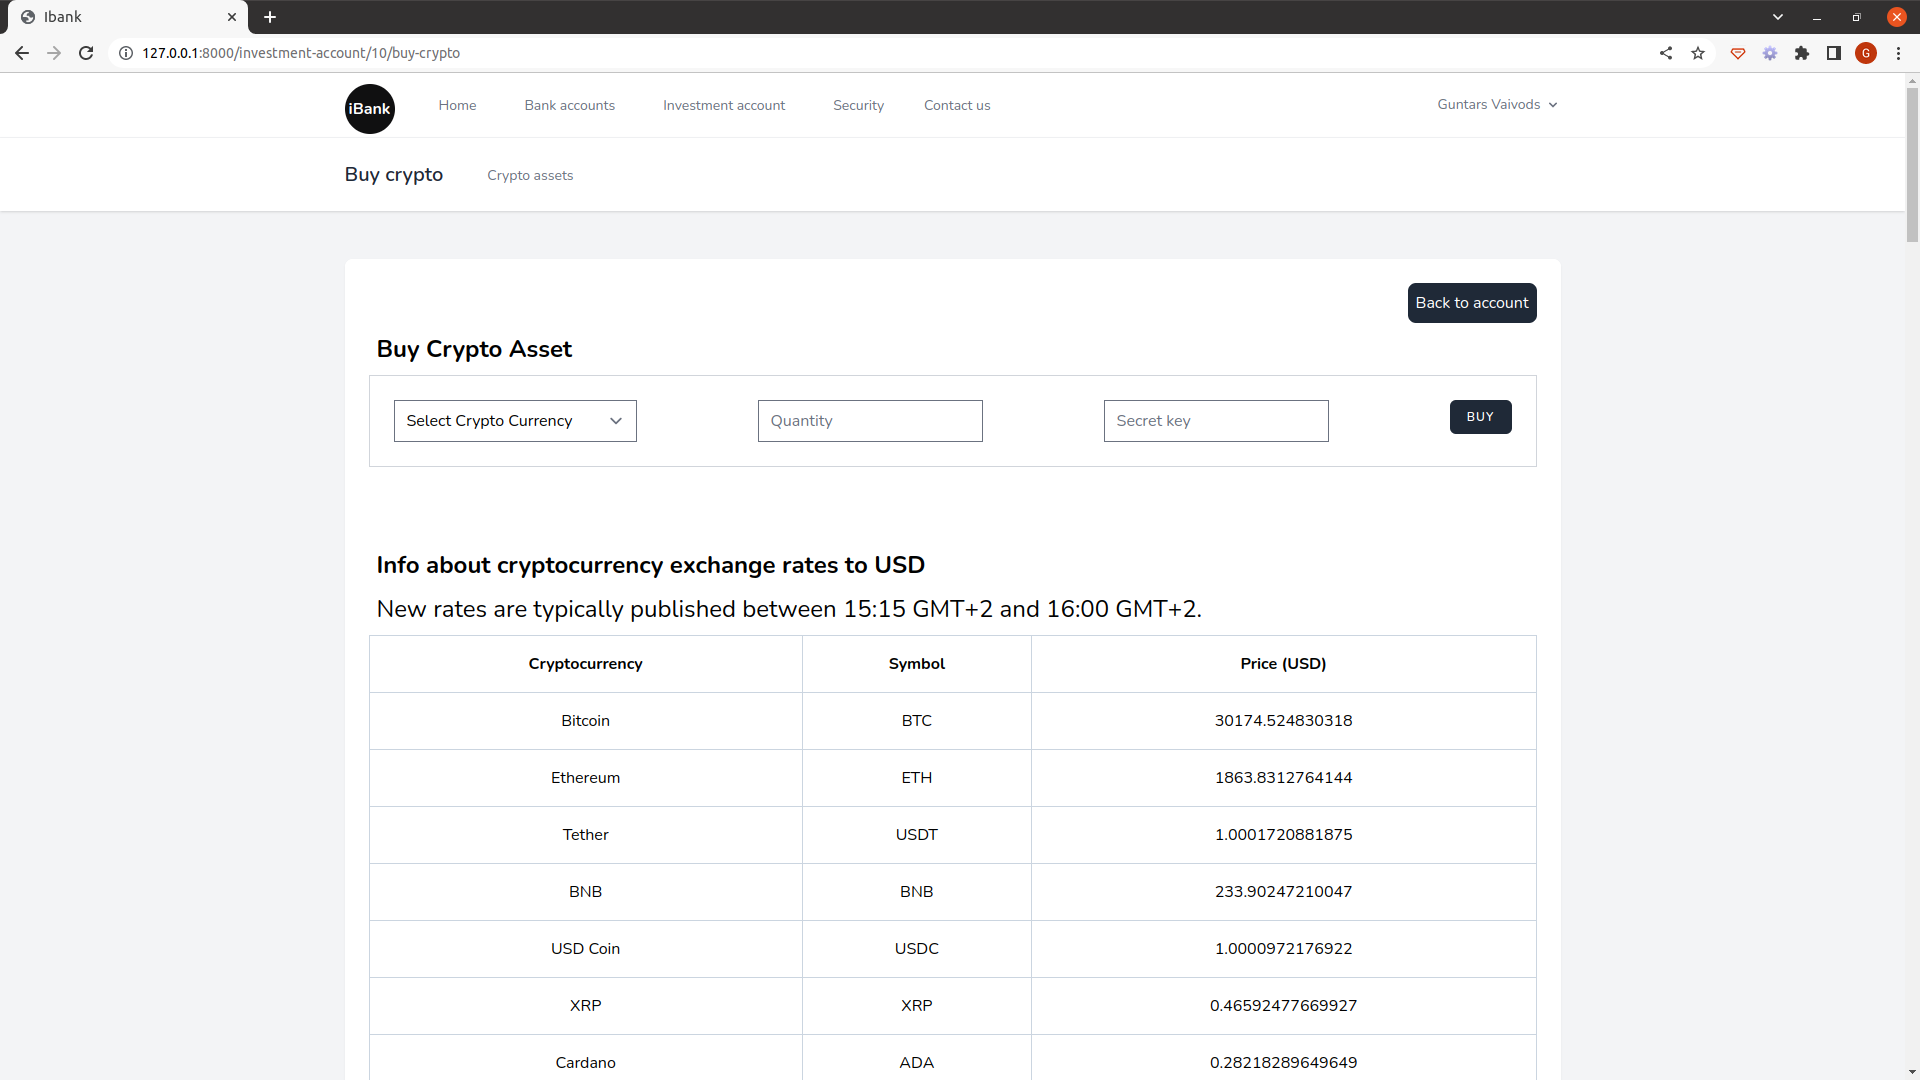 Ibank
127.0.0.1:8000/investment-account/10/buy-crypto
G
iBank
Home
Bank accounts
Investment account
Security
Contact us
Guntars Vaivods
Buy crypto
Crypto assets
Back to account
Buy Crypto Asset
Select Crypto Currency
Quantity
Secret key
BUY
Info about cryptocurrency exchange rates to USD
New rates are typically published between 15:15 GMT+2 and 16:00 GMT+2.
Cryptocurrency Symbol Price (USD)
Bitcoin BTC 30174.524830318
Ethereum ETH 1863.8312764144
Tether USDT 1.0001720881875
BNB BNB 233.90247210047
USD Coin USDC 1.0000972176922
XRP XRP 0.46592477669927
Cardano ADA 0.28218289649649